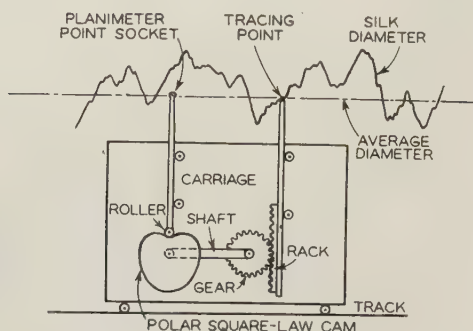 PLANIMETER
POINT SOCKET
TRACING
POINT
SILK
DIAMETER
AVERAGE
DIAMETER
CARRIAGE
ROLLER
SHAFT
RACK
GEAR
TRACK
POLAR SQUARE-LAW CAM